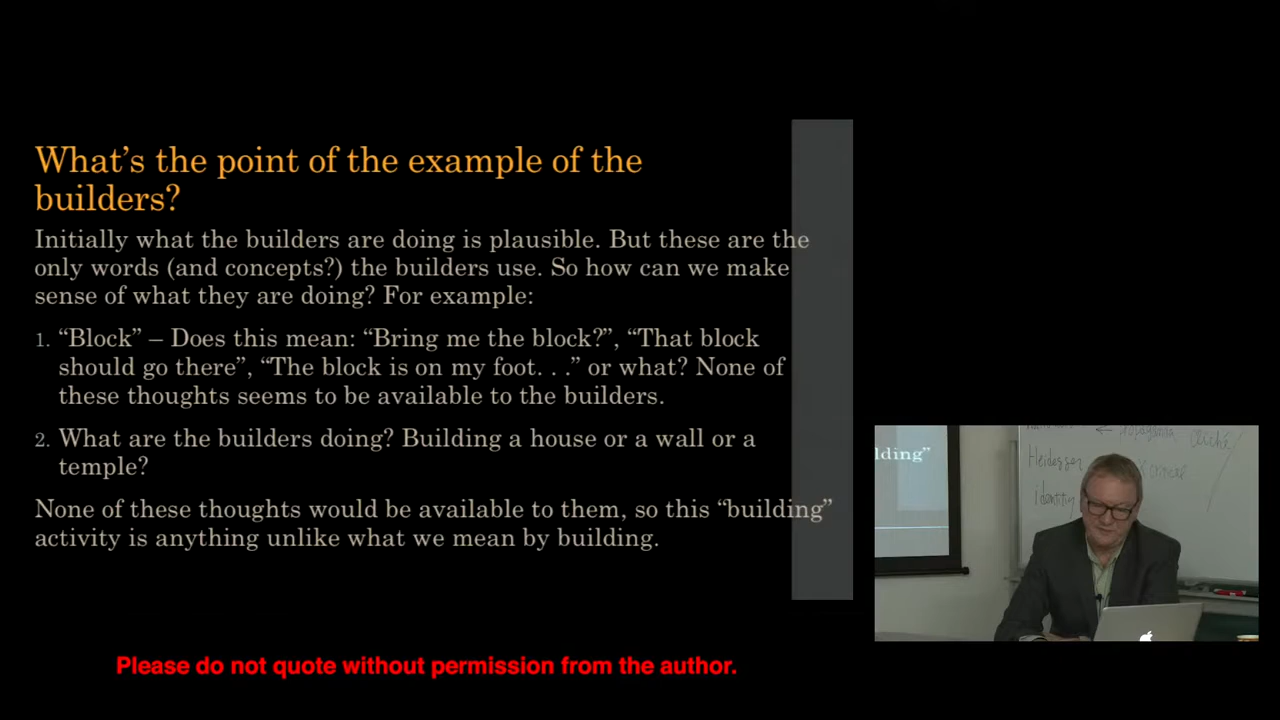 What’s the point of the example of the
builders?
Initially what the builders are doing is plausible. But these are the
only words (and concepts?) the builders use. So how can we make
sense of what they are doing? For example:
1. “Block” – Does this mean: “Bring me the block?”, “That block
should go there”, “The block is on my foot. . .” or what? None of
these thoughts seems to be available to the builders.
2. What are the builders doing? Building a house or a wall or a
temple?
None of these thoughts would be available to them, so this “building”
activity is anything unlike what we mean by building.
lding”
cliché
Heidegger
critical
identity
Please do not quote without permission from the author.